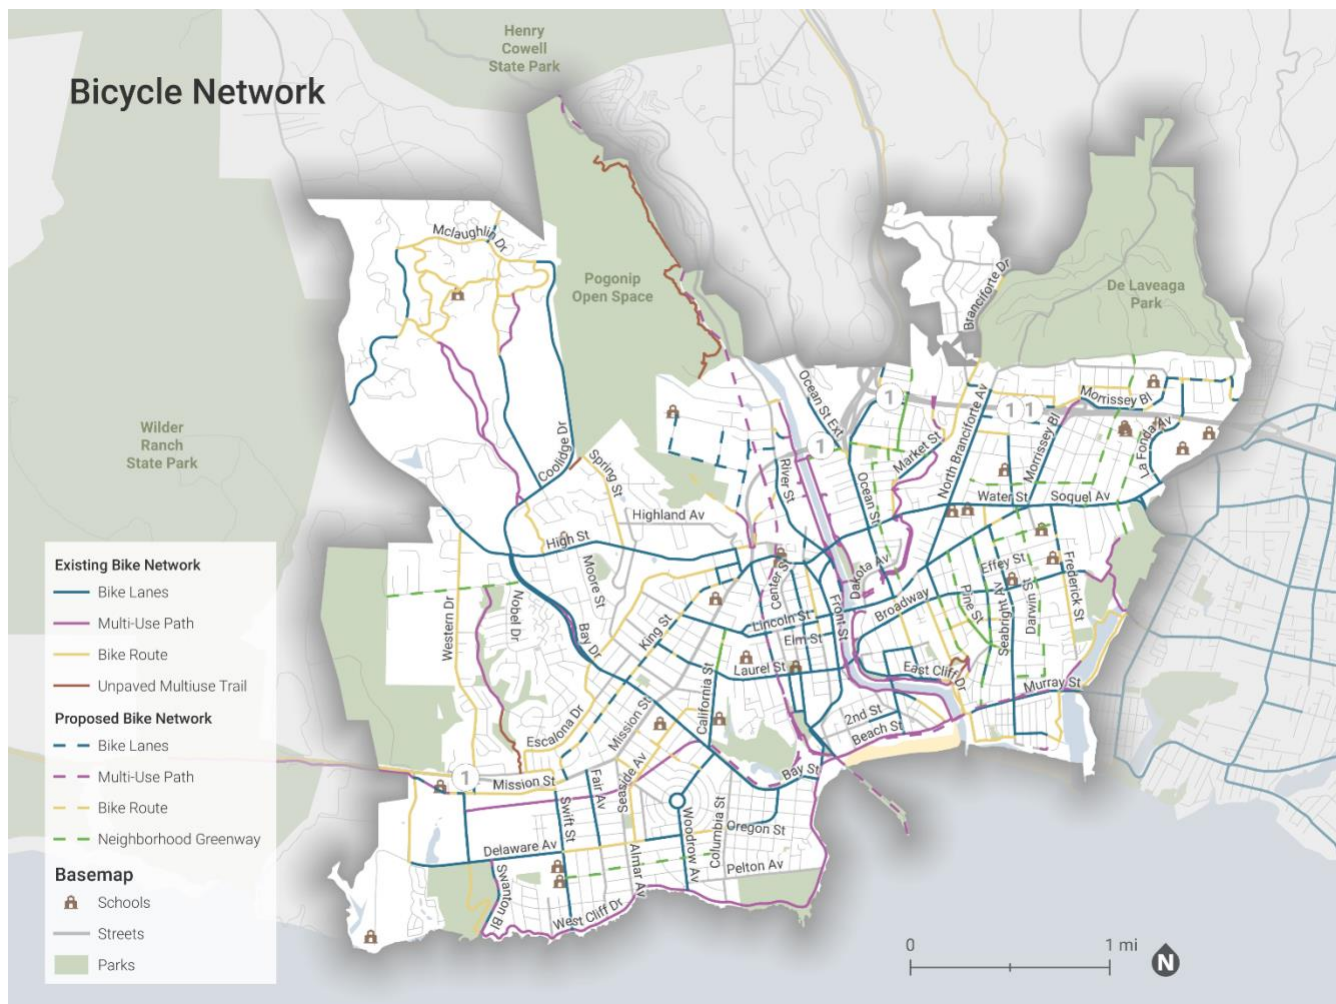 Bicycle Network
Henry
Cowell
State Park
Mclaughlin Dr
Pogonip
Open Space
Branciforte Dr
De Laveaga
Park
Wilder
Ranch
State Park
Ocean St Ext
1
1
1 1
Morrissey Bl
North Branciforte Av
Market St
Morrissey Bl
La Fonda Av
Coolidge Dr
Spring St
River St
Ocean St
Water St
Soquel Av
Highland Av
High St
Moore St
Center St
Dakota Av
Effey St
Frederick St
Western Dr
Nobel Dr
Bay Dr
King St
Lincoln St
Elm St
Front St
Broadway
Pine St
Seabright Av
Darwin St
Laurel St
California St
East Cliff Dr
Murray St
Escalona Dr
Mission St
2nd St
Beach St
1
Mission St
Fair Av
Seaside Av
Bay St
Swift St
Woodrow Av
Columbia St
Oregon St
Delaware Av
Almar Av
Pelton Av
Swanton Bl
West Cliff Dr
Existing Bike Network
Bike Lanes
Multi-Use Path
Bike Route
Unpaved Multiuse Trail
Proposed Bike Network
Bike Lanes
Multi-Use Path
Bike Route
Neighborhood Greenway
Basemap
Schools
Streets
Parks
0 1 mi
N